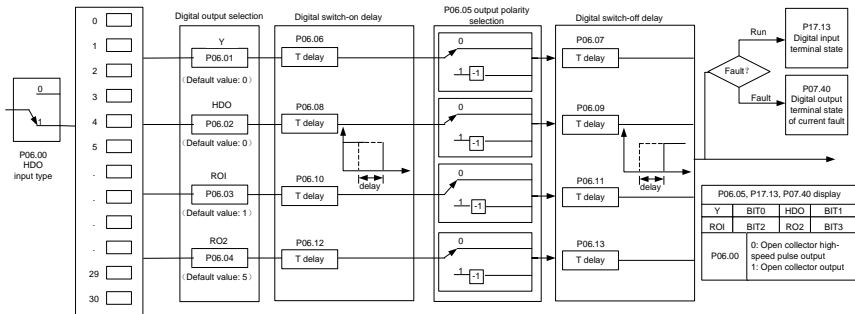 0
1
P06.00
HDO
input type
0
1
2
3
4
5
.
.
.
.
29
30
Digital output selection
Y
P06.01
(Default value: 0)
HDO
P06.02
(Default value: 0)
ROI
P06.03
(Default value: 1)
RO2
P06.04
(Default value: 5)
Digital switch-on delay
P06.06
T delay
P06.08
T delay
delay
P06.10
T delay
P06.12
T delay
P06.05 output polarity
selection
0
1
-1
0
1
-1
0
1
-1
0
1
-1
Digital switch-off delay
P06.07
T delay
P06.09
T delay
delay
P06.11
T delay
P06.13
T delay
Run
Fault?
Fault
P17.13
Digital input
terminal state
P07.40
Digital output
terminal state
of current fault
P06.05, P17.13, P07.40 display
Y BIT0 HDO BIT1
ROI BIT2 RO2 BIT3
P06.00
0: Open collector high-
speed pulse output
1: Open collector output